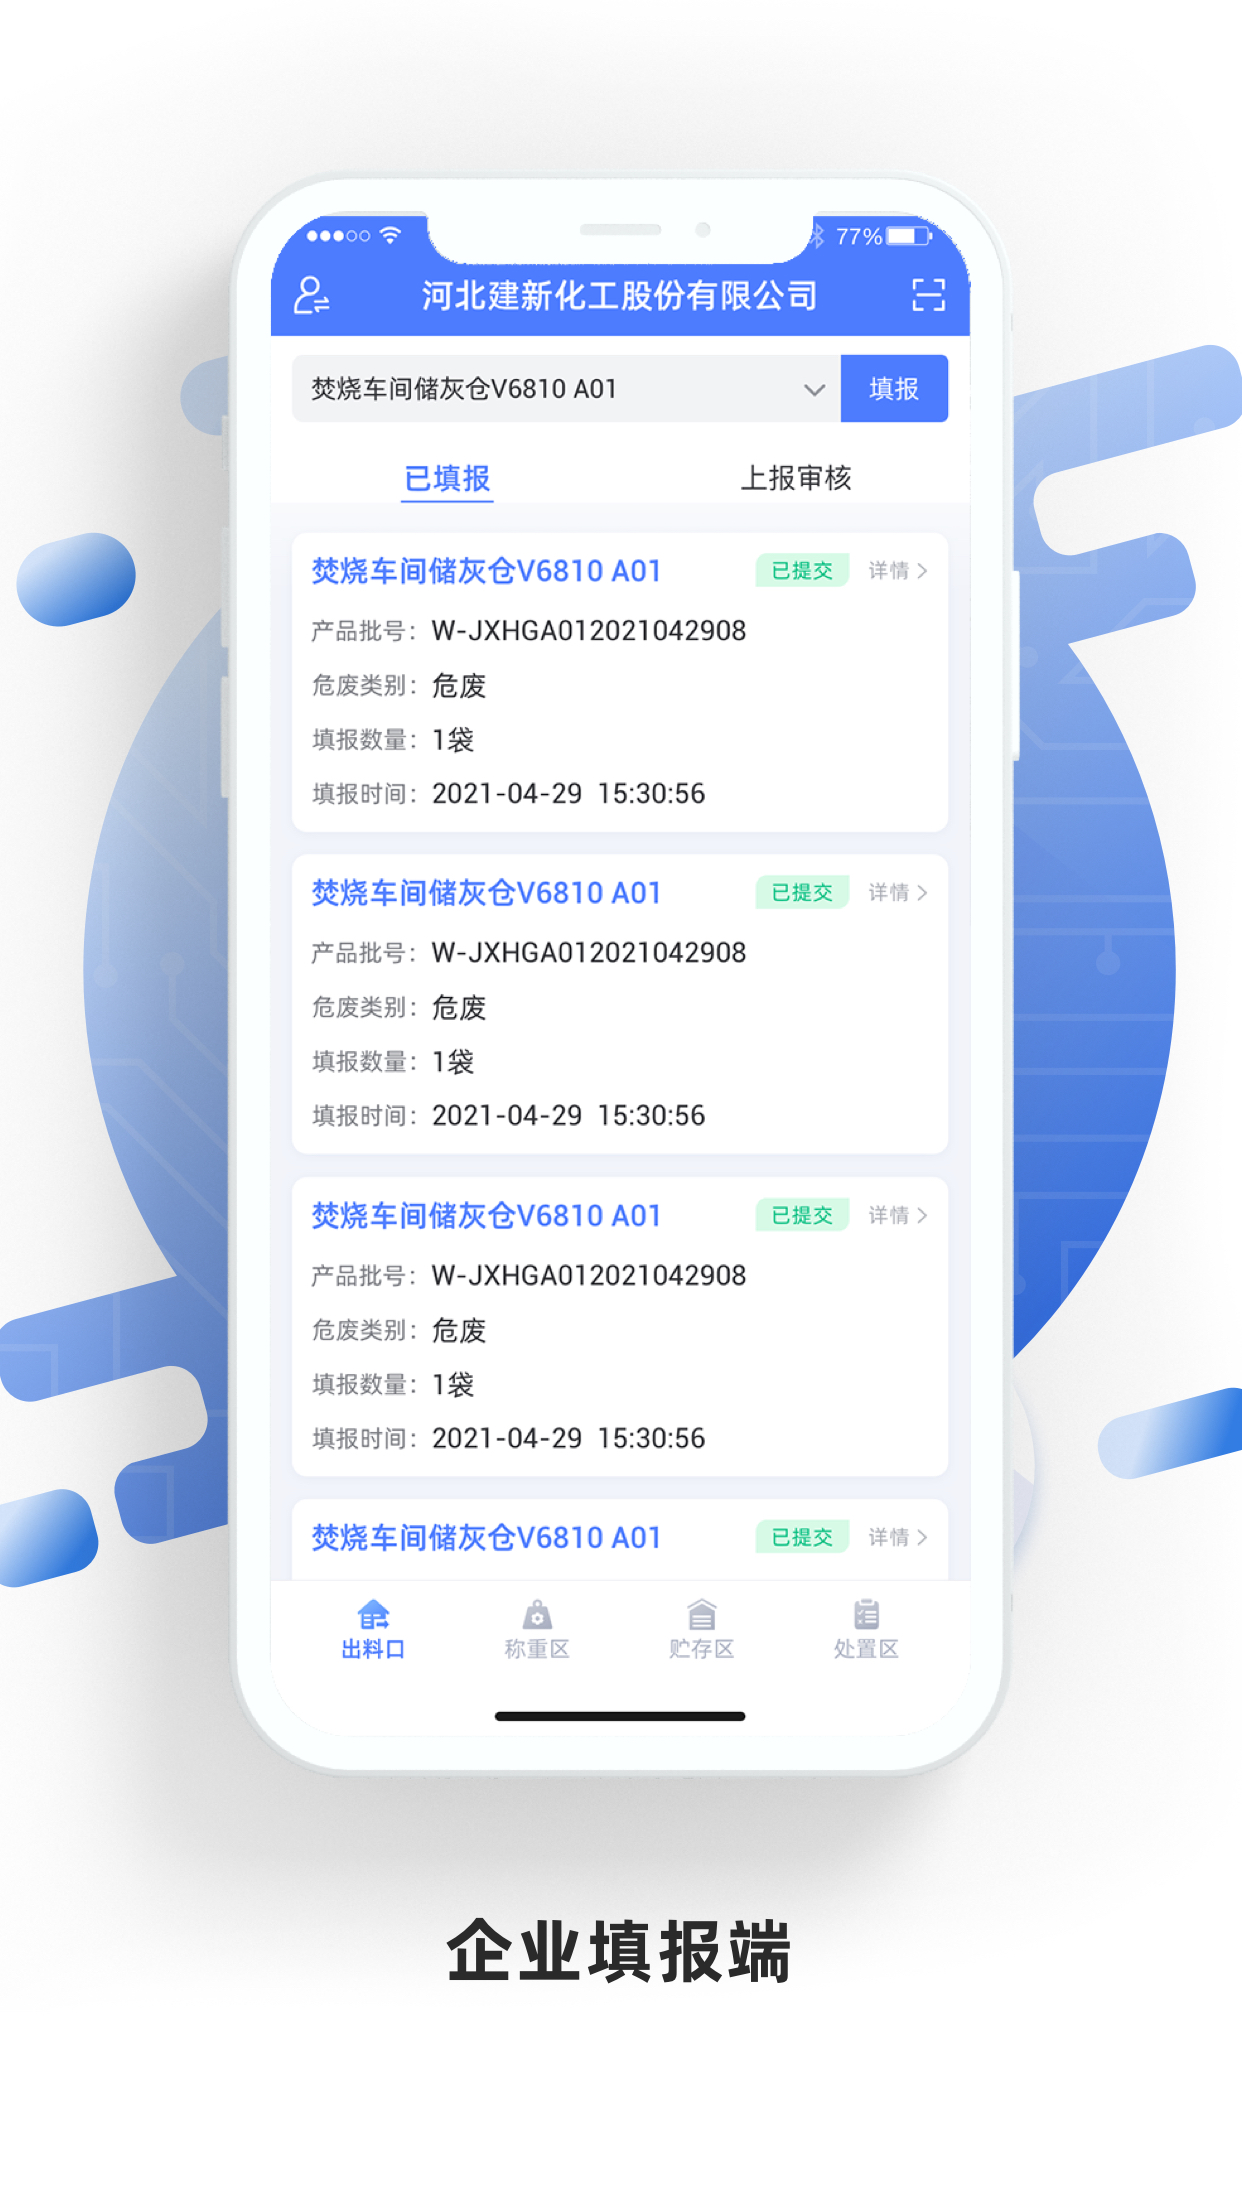 77%
河北建新化工股份有限公司
焚烧车间储灰仓V6810 A01 填报
已填报 上报审核
焚烧车间储灰仓V6810 A01 已提交 详情
产品批号： W-JXHGA012021042908
危废类别： 危废
填报数量： 1袋
填报时间： 2021-04-29 15:30:56
焚烧车间储灰仓V6810 A01 已提交 详情
产品批号： W-JXHGA012021042908
危废类别： 危废
填报数量： 1袋
填报时间： 2021-04-29 15:30:56
焚烧车间储灰仓V6810 A01 已提交 详情
产品批号： W-JXHGA012021042908
危废类别： 危废
填报数量： 1袋
填报时间： 2021-04-29 15:30:56
焚烧车间储灰仓V6810 A01 已提交 详情
出料口 称重区 贮存区 处置区
企业填报端